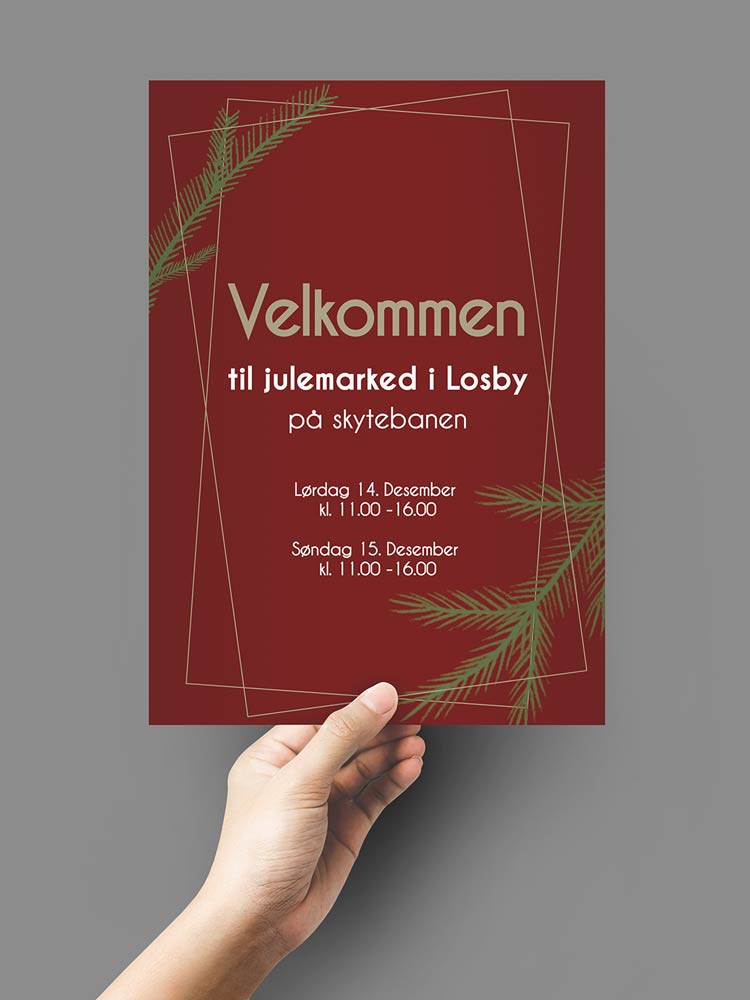 Velkommen
til julemarked i Losby
på skytebanen
Lørdag 14. Desember
kl. 11.00 -16.00
Søndag 15. Desember
kl. 11.00 -16.00